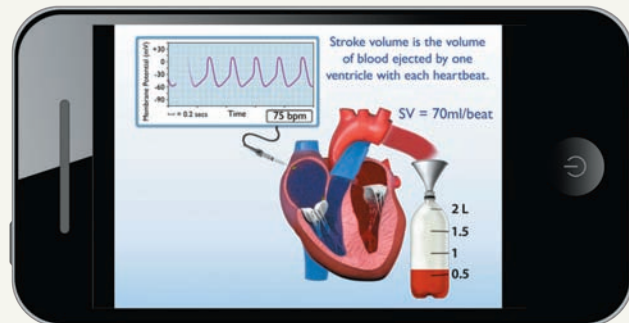 Membrane Potential (mV)
+30
0
-30
-60
-90
= 0.2 secs
Time
75 bpm
Stroke volume is the volume
of blood ejected by one
ventricle with each heartbeat.
SV = 70ml/beat
2 L
1.5
1
0.5